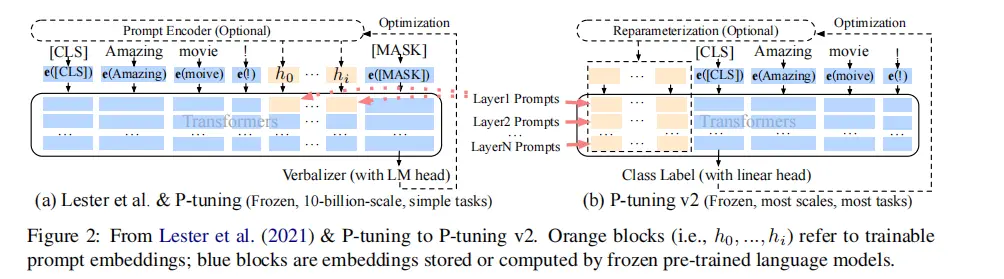 Prompt Encoder (Optional)
Optimization
[CLS] Amazing movie ! [MASK]
e([CLS]) e(Amazing) e(moive) e(!) h0 ... hi e([MASK])
Transformers
... ... ... ... ... ...
Verbalizer (with LM head)
(a) Lester et al. & P-tuning (Frozen, 10-billion-scale, simple tasks)
Layer1 Prompts
Layer2 Prompts
...
LayerN Prompts
Reparameterization (Optional)
Optimization
[CLS] Amazing movie !
... e([CLS]) e(Amazing) e(moive) e(!)
...
... Transformers
... ... ... ... ... ...
Class Label (with linear head)
(b) P-tuning v2 (Frozen, most scales, most tasks)
Figure 2: From Lester et al. (2021) & P-tuning to P-tuning v2. Orange blocks (i.e., h0, ..., hi) refer to trainable
prompt embeddings; blue blocks are embeddings stored or computed by frozen pre-trained language models.